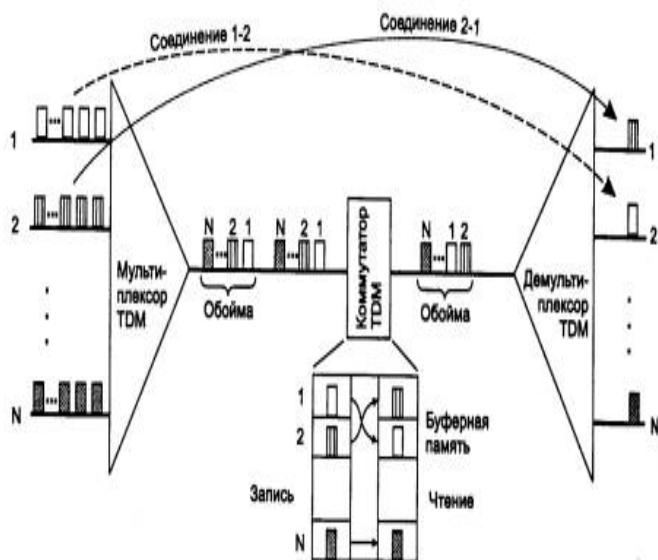 Соединение 1-2
Соединение 2-1
1
2
N
Мульти-
плексор
TDM
N 2 1
N 2 1
Обойма
Коммутатор
TDM
N 1 2
Обойма
Демульти-
плексор
TDM
1
2
N
1
2
N
Запись
Буферная
память
Чтение